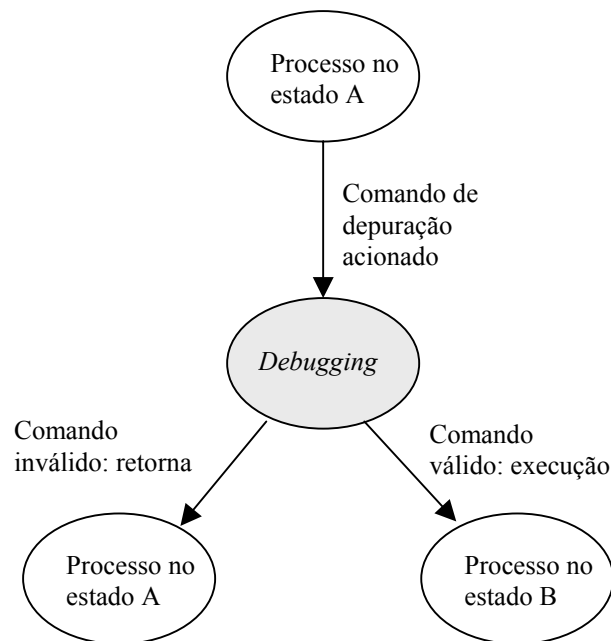 Processo no
estado A
Comando de
depuração
acionado
Debugging
Comando
inválido: retorna
Comando
válido: execução
Processo no
estado A
Processo no
estado B